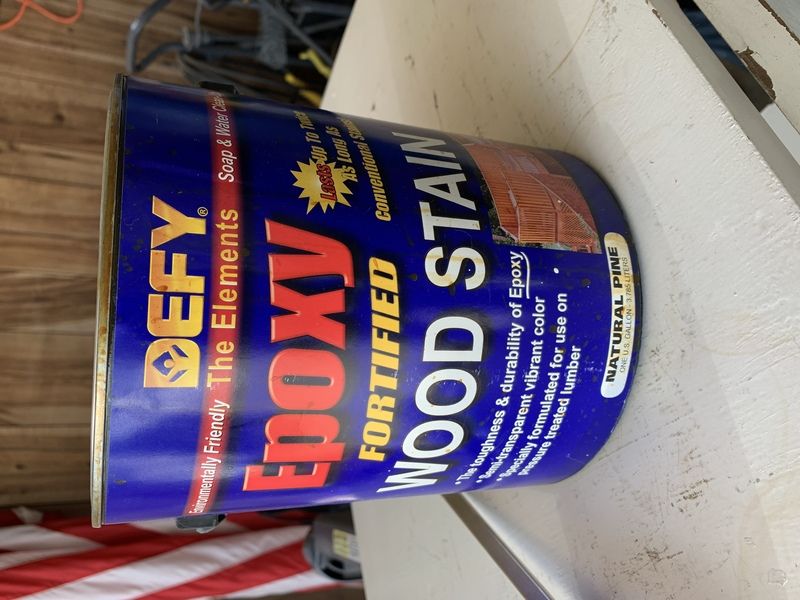 DEFY®
The Elements
Environmentally Friendly
Soap & Water
EPOXY
FORTIFIED
Lasts Up To Twice
As Long As
Conventional
WOOD STAIN
• The toughness & durability of Epoxy
• Semi-transparent vibrant color
• Specially formulated for use on
pressure treated lumber
NATURAL PINE
ONE U.S. GALLON - 3.785 LITERS